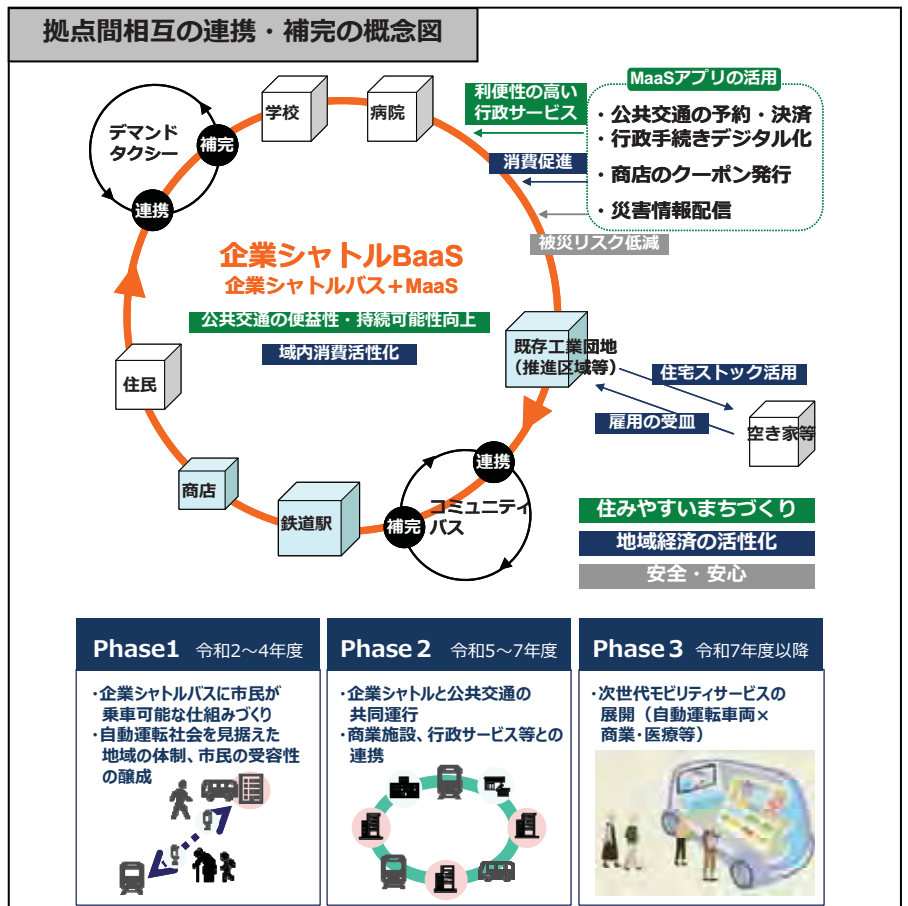 拠点間相互の連携・補完の概念図
学校
病院
利便性の高い
行政サービス
MaaSアプリの活用
・公共交通の予約・決済
・行政手続きデジタル化
・商店のクーポン発行
・災害情報配信
デマンド
タクシー
補完
連携
消費促進
被災リスク低減
企業シャトルBaaS
企業シャトルバス+MaaS
公共交通の便益性・持続可能性向上
域内消費活性化
既存工業団地
(推進区域等)
住宅ストック活用
雇用の受皿
空き家等
住民
商店
鉄道駅
連携
補完
コミュニティ
バス
住みやすいまちづくり
地域経済の活性化
安全・安心
Phase1 令和2～4年度
・企業シャトルバスに市民が
乗車可能な仕組みづくり
・自動運転社会を見据えた
地域の体制、市民の受容性
の醸成
Phase2 令和5～7年度
・企業シャトルと公共交通の
共同運行
・商業施設、行政サービス等との
連携
Phase3 令和7年度以降
・次世代モビリティサービスの
展開(自動運転車両×
商業・医療等)